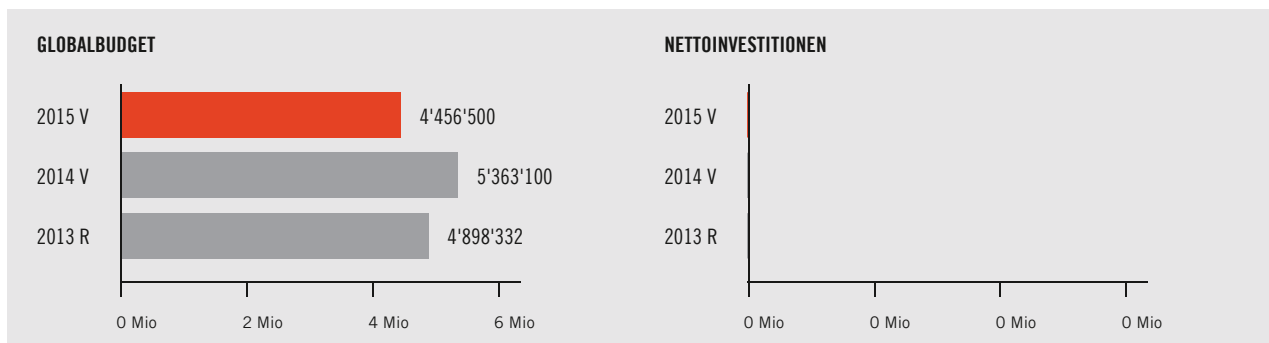 GLOBALBUDGET
2015 V 4'456'500
2014 V 5'363'100
2013 R 4'898'332
0 Mio 2 Mio 4 Mio 6 Mio
NETTOINVESTITIONEN
2015 V
2014 V
2013 R
0 Mio 0 Mio 0 Mio 0 Mio